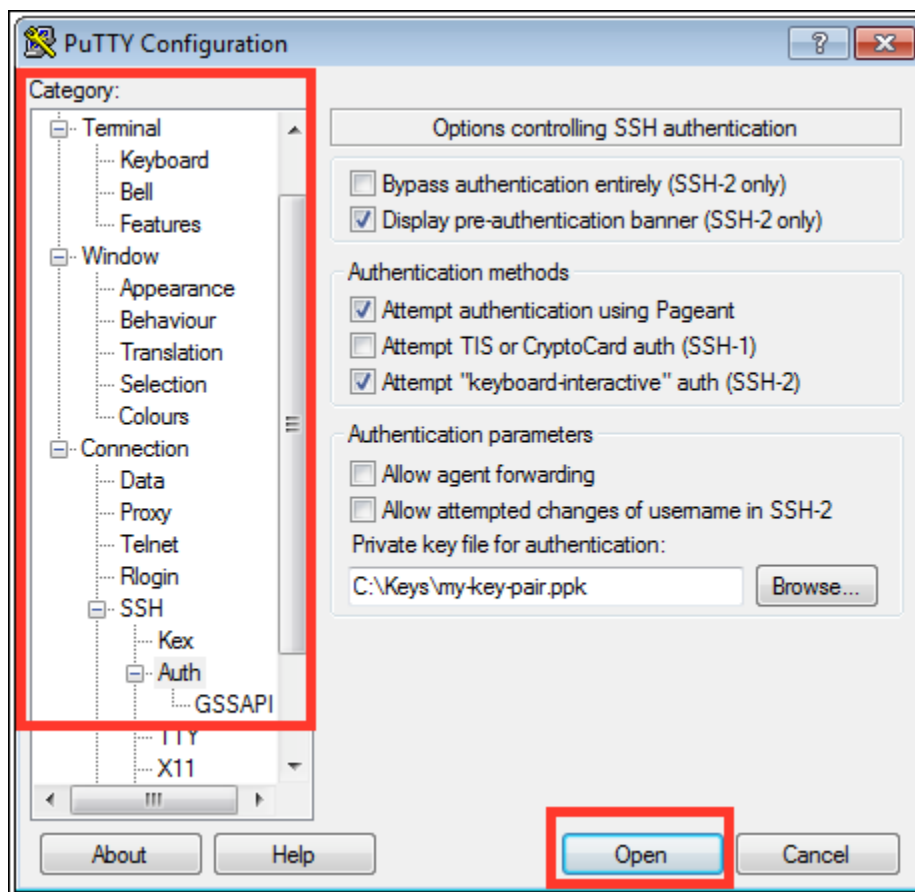 PuTTY Configuration
Category:
Terminal
Keyboard
Bell
Features
Window
Appearance
Behaviour
Translation
Selection
Colours
Connection
Data
Proxy
Telnet
Rlogin
SSH
Kex
Auth
GSSAPI
TTY
X11
Options controlling SSH authentication
Bypass authentication entirely (SSH-2 only)
Display pre-authentication banner (SSH-2 only)
Authentication methods
Attempt authentication using Pageant
Attempt TIS or CryptoCard auth (SSH-1)
Attempt "keyboard-interactive" auth (SSH-2)
Authentication parameters
Allow agent forwarding
Allow attempted changes of username in SSH-2
Private key file for authentication:
C:\Keys\my-key-pair.ppk
Browse...
About
Help
Open
Cancel